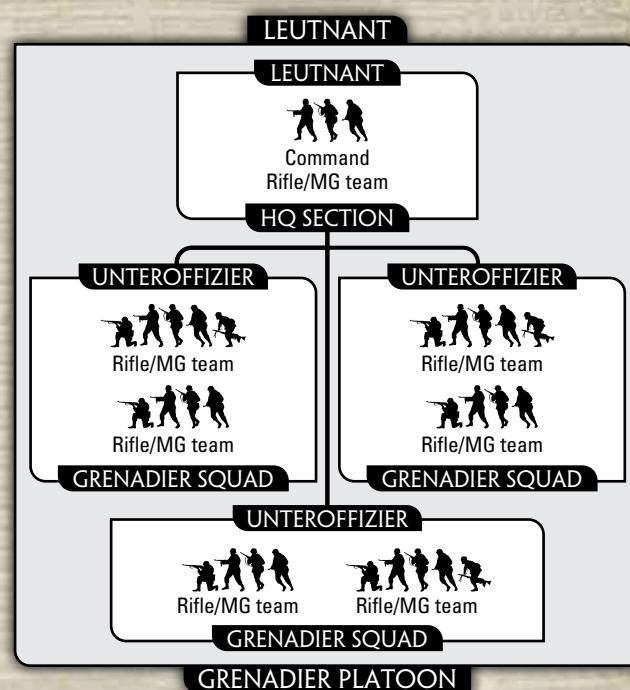 LEUTNANT
LEUTNANT
Command
Rifle/MG team
HQ SECTION
UNTEROFFIZIER
Rifle/MG team
Rifle/MG team
GRENADIER SQUAD
UNTEROFFIZIER
Rifle/MG team
Rifle/MG team
GRENADIER SQUAD
UNTEROFFIZIER
Rifle/MG team
Rifle/MG team
GRENADIER SQUAD
GRENADIER PLATOON